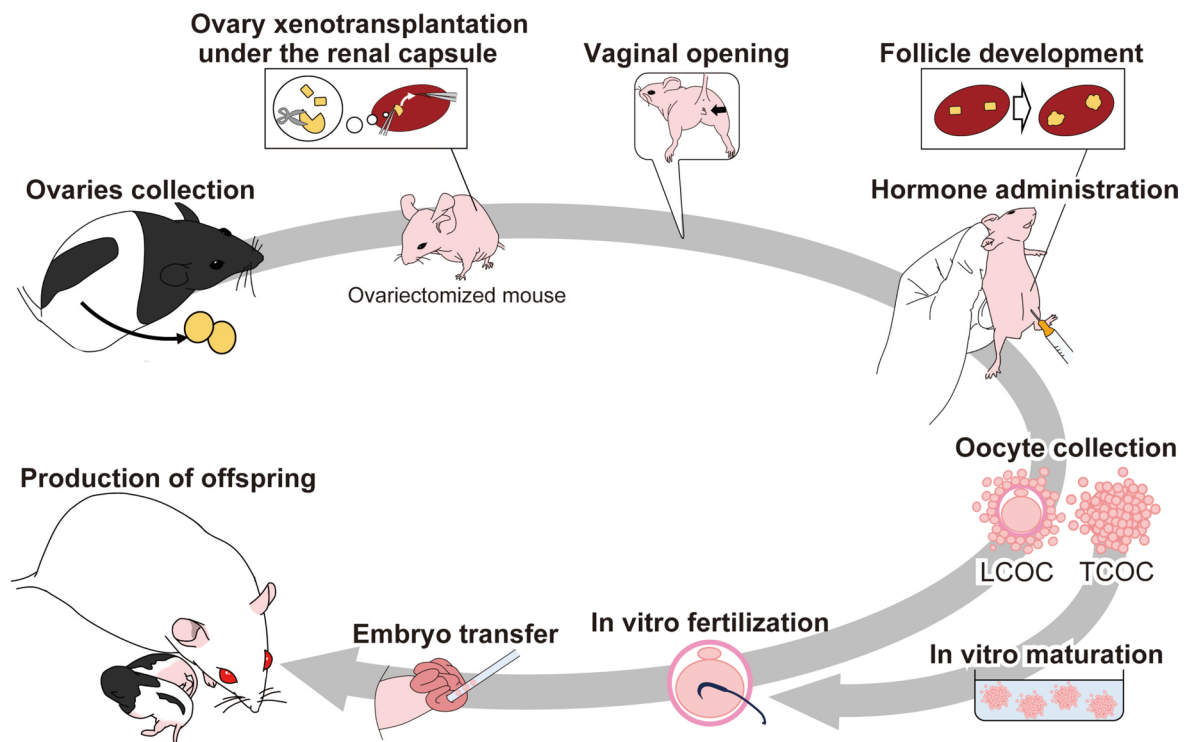 Ovary xenotransplantation
under the renal capsule
Vaginal opening
Follicle development
Ovaries collection
Hormone administration
Ovariectomized mouse
Oocyte collection
LCOC
TCOC
Production of offspring
Embryo transfer
In vitro fertilization
In vitro maturation